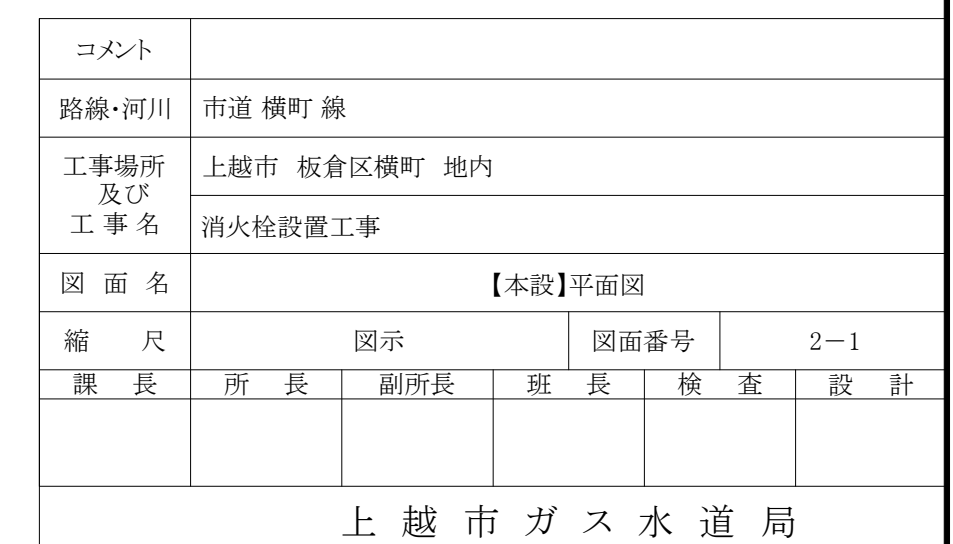 コメント
路線・河川 市道 横町 線
工事場所 上越市 板倉区横町 地内
及び
工事名 消火栓設置工事
図面名 【本設】平面図
縮尺 図示 図面番号 2－1
課長 所長 副所長 班長 検査 設計
上越市ガス水道局